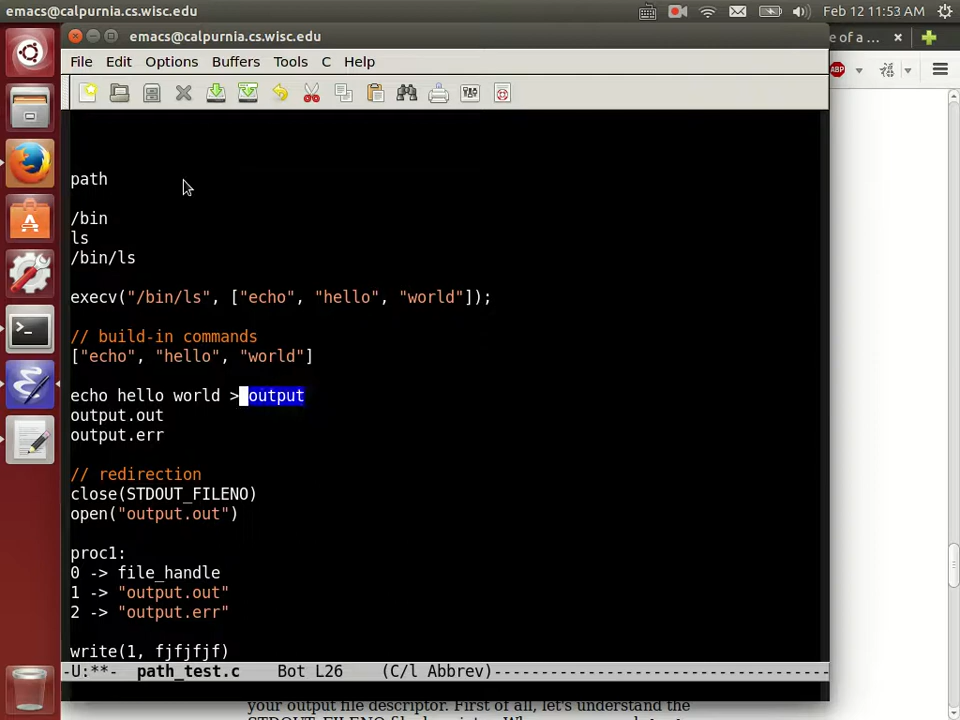 emacs@calpurnia.cs.wisc.edu
Feb 12 11:53 AM
emacs@calpurnia.cs.wisc.edu
e of a ...
File Edit Options Buffers Tools C Help
ABP
path
/bin
ls
/bin/ls
execv("/bin/ls", ["echo", "hello", "world"]);
// build-in commands
["echo", "hello", "world"]
echo hello world > output
output.out
output.err
// redirection
close(STDOUT_FILENO)
open("output.out")
proc1:
0 -> file_handle
1 -> "output.out"
2 -> "output.err"
write(1, fjfjfjf)
-U:**- path_test.c Bot L26 (C/l Abbrev)
your output file descriptor. First of all, let's understand the